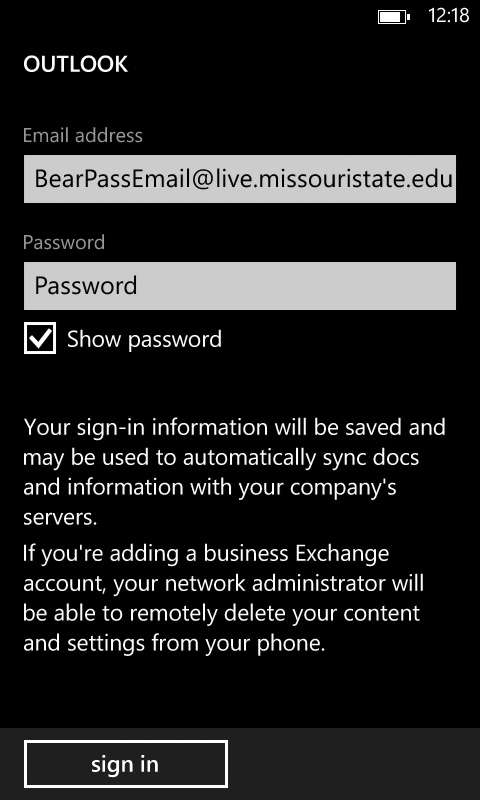 12:18
OUTLOOK
Email address
BearPassEmail@live.missouristate.edu
Password
Password
Show password
Your sign-in information will be saved and
may be used to automatically sync docs
and information with your company's
servers.
If you're adding a business Exchange
account, your network administrator will
be able to remotely delete your content
and settings from your phone.
sign in